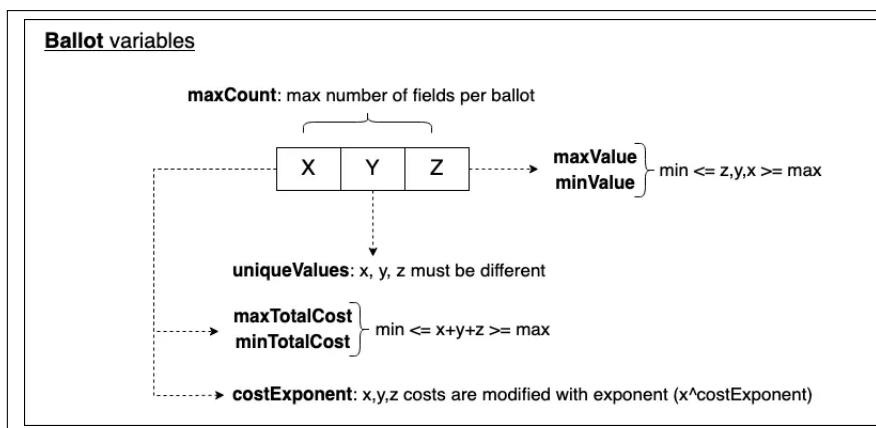 Ballot variables
maxCount: max number of fields per ballot
X Y Z
maxValue
minValue
min <= z,y,x >= max
uniqueValues: x, y, z must be different
maxTotalCost
minTotalCost
min <= x+y+z >= max
costExponent: x,y,z costs are modified with exponent (x^costExponent)